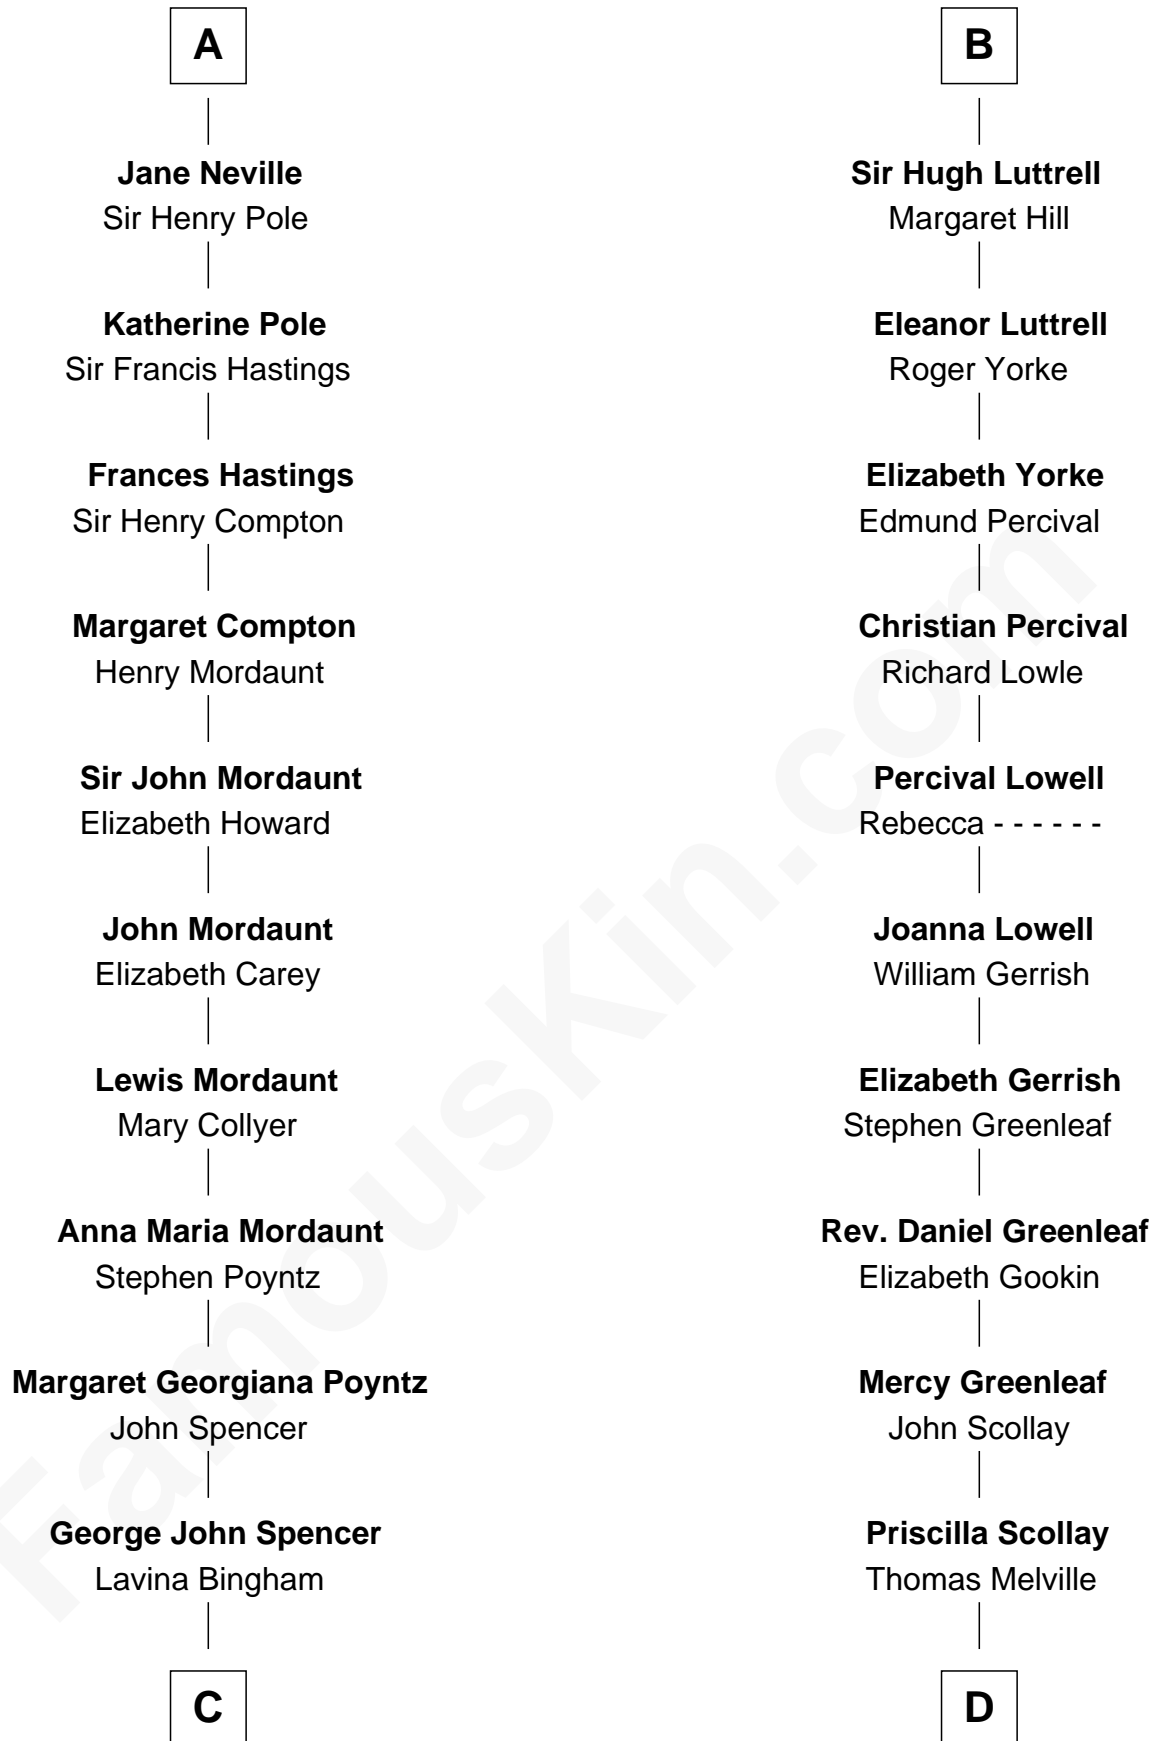 A
Jane Neville
Sir Henry Pole
Katherine Pole
Sir Francis Hastings
Frances Hastings
Sir Henry Compton
Margaret Compton
Henry Mordaunt
Sir John Mordaunt
Elizabeth Howard
John Mordaunt
Elizabeth Carey
Lewis Mordaunt
Mary Collyer
Anna Maria Mordaunt
Stephen Poyntz
Margaret Georgiana Poyntz
John Spencer
George John Spencer
Lavina Bingham
C
B
Sir Hugh Luttrell
Margaret Hill
Eleanor Luttrell
Roger Yorke
Elizabeth Yorke
Edmund Percival
Christian Percival
Richard Lowle
Percival Lowell
Rebecca - - - - - -
Joanna Lowell
William Gerrish
Elizabeth Gerrish
Stephen Greenleaf
Rev. Daniel Greenleaf
Elizabeth Gookin
Mercy Greenleaf
John Scollay
Priscilla Scollay
Thomas Melville
D
FamousKin.com